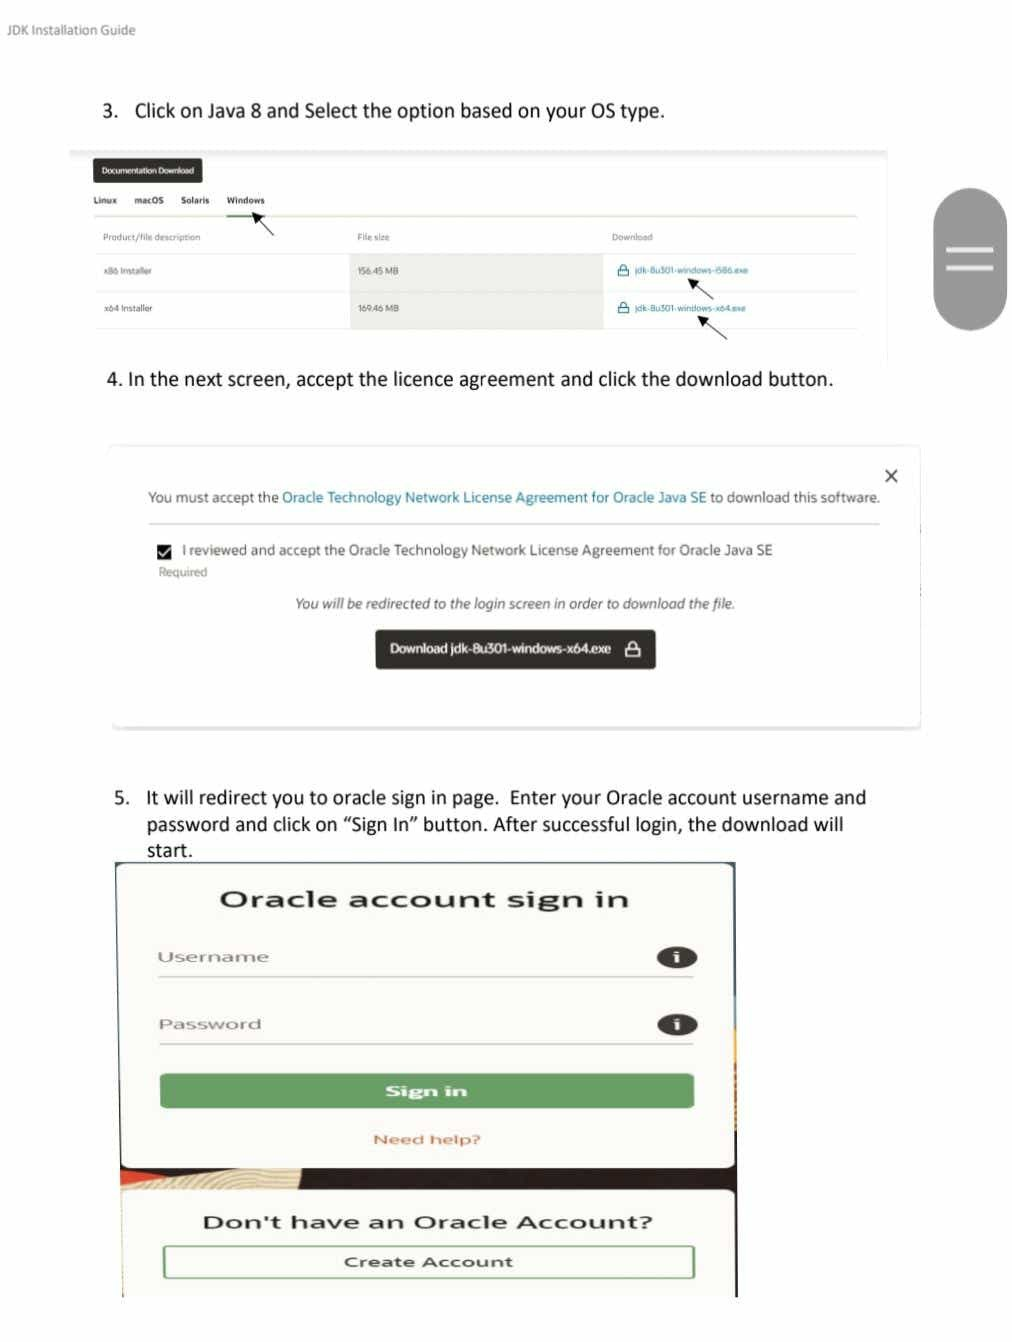 JDK Installation Guide
3. Click on Java 8 and Select the option based on your OS type.
Documentation Download
Linux macOS Solaris Windows
Product/file description File size Download
x86 Installer 156.45 MB jdk-8u301-windows-i586.exe
x64 Installer 169.46 MB jdk-8u301-windows-x64.exe
4. In the next screen, accept the licence agreement and click the download button.
You must accept the Oracle Technology Network License Agreement for Oracle Java SE to download this software.
I reviewed and accept the Oracle Technology Network License Agreement for Oracle Java SE
Required
You will be redirected to the login screen in order to download the file.
Download jdk-8u301-windows-x64.exe
5. It will redirect you to oracle sign in page. Enter your Oracle account username and
password and click on “Sign In” button. After successful login, the download will
start.
Oracle account sign in
Username
Password
Sign in
Need help?
Don't have an Oracle Account?
Create Account